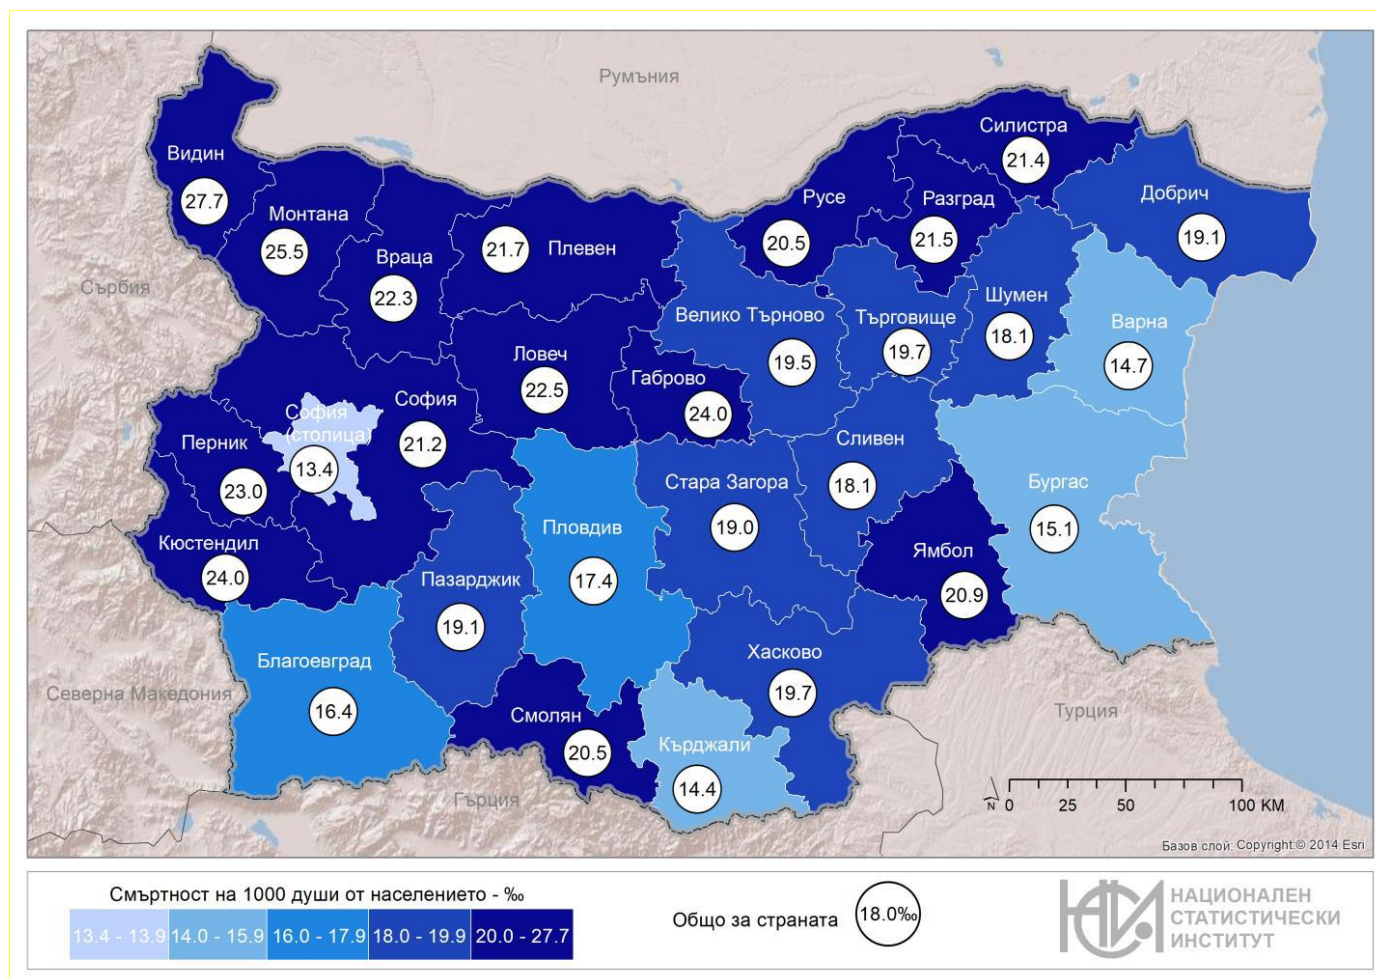 Румъния
Силистра
21.4
Видин
27.7
Добрич
19.1
Русе
20.5
Разград
21.5
Монтана
25.5
Плевен
21.7
Враца
22.3
Сърбия
Шумен
18.1
Велико Търново
19.5
Търговище
19.7
Варна
14.7
Ловеч
22.5
Габрово
24.0
София
21.2
София
(столица)
13.4
Перник
23.0
Сливен
18.1
Стара Загора
19.0
Бургас
15.1
Пловдив
17.4
Кюстендил
24.0
Ямбол
20.9
Пазарджик
19.1
Благоевград
16.4
Хасково
19.7
Северна Македония
Турция
Смолян
20.5
Кърджали
14.4
Гърция
N
0 25 50 100 KM
Базов слой: Copyright:© 2014 Esri
Смъртност на 1000 души от населението - ‰
13.4 - 13.9 14.0 - 15.9 16.0 - 17.9 18.0 - 19.9 20.0 - 27.7
Общо за страната 18.0‰
НСИ
НАЦИОНАЛЕН
СТАТИСТИЧЕСКИ
ИНСТИТУТ